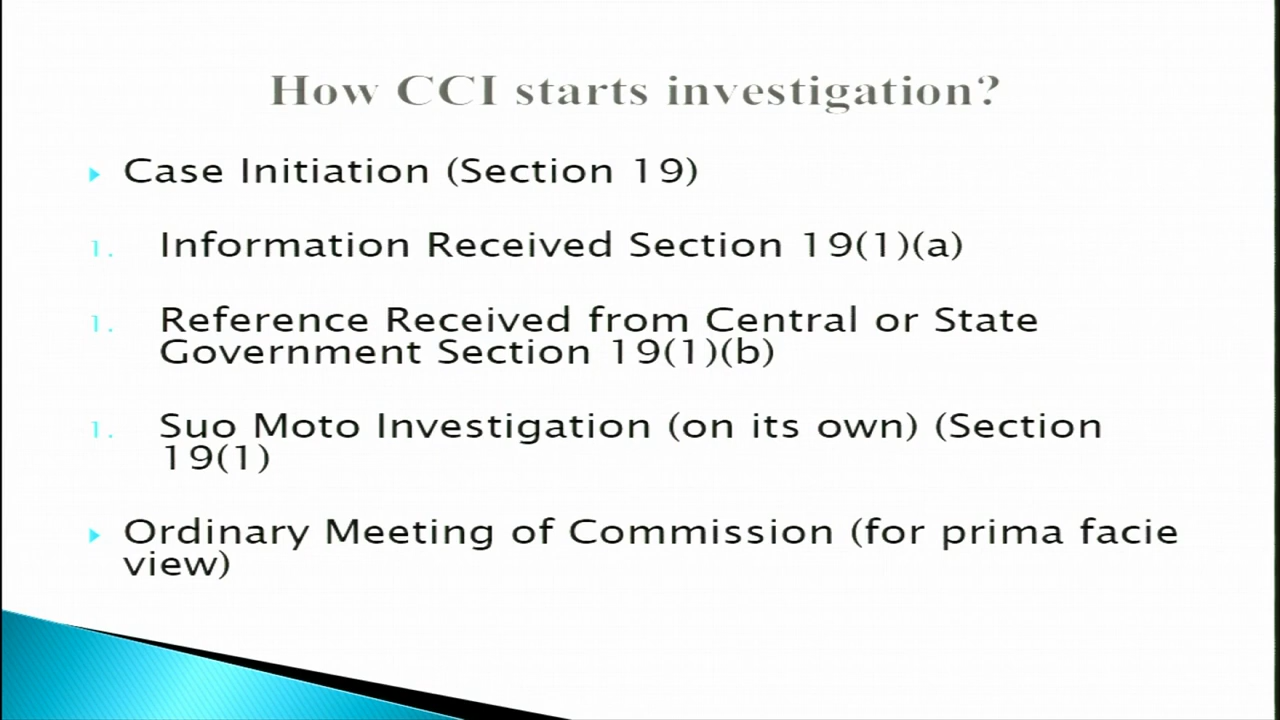 How CCI starts investigation?
Case Initiation (Section 19)
1. Information Received Section 19(1)(a)
1. Reference Received from Central or State
Government Section 19(1)(b)
1. Suo Moto Investigation (on its own) (Section
19(1)
Ordinary Meeting of Commission (for prima facie
view)